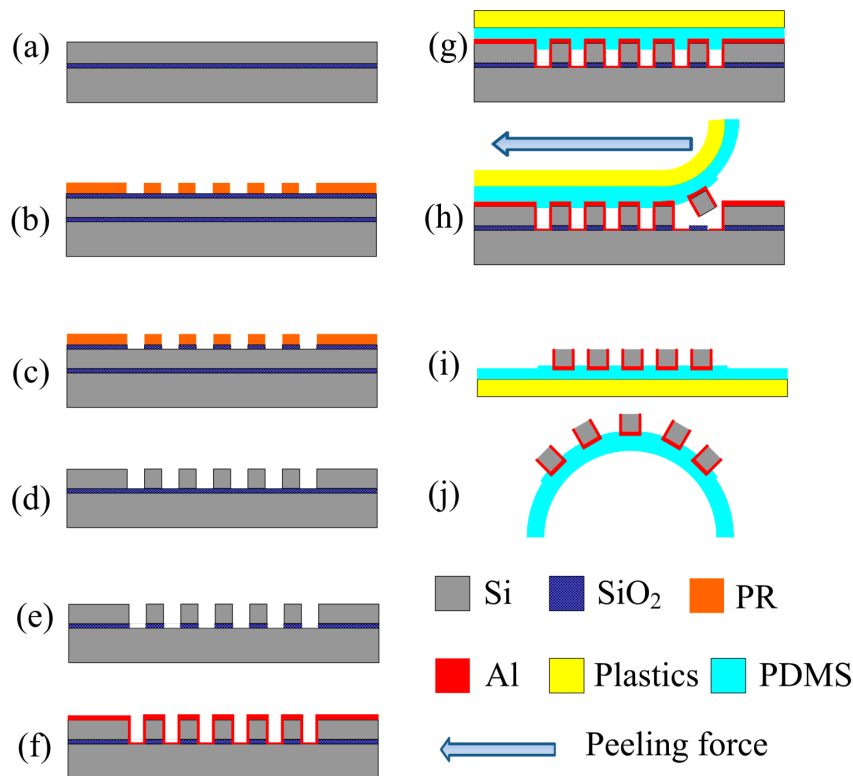 (a)
(b)
(c)
(d)
(e)
(f)
(g)
(h)
(i)
(j)
Si
SiO₂
PR
Al
Plastics
PDMS
Peeling force